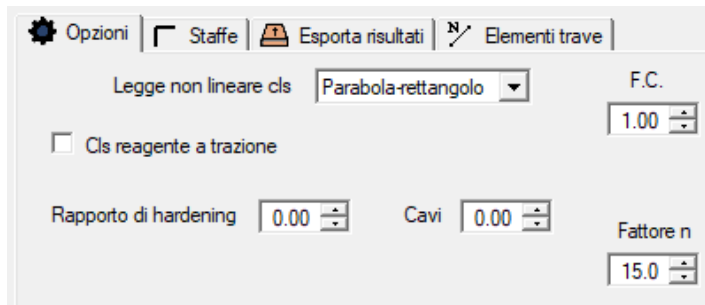 Opzioni Staffe Esporta risultati N Elementi trave
Legge non lineare cls Parabola-rettangolo F.C.
1.00
Cls reagente a trazione
Rapporto di hardening 0.00 Cavi 0.00
Fattore n
15.0